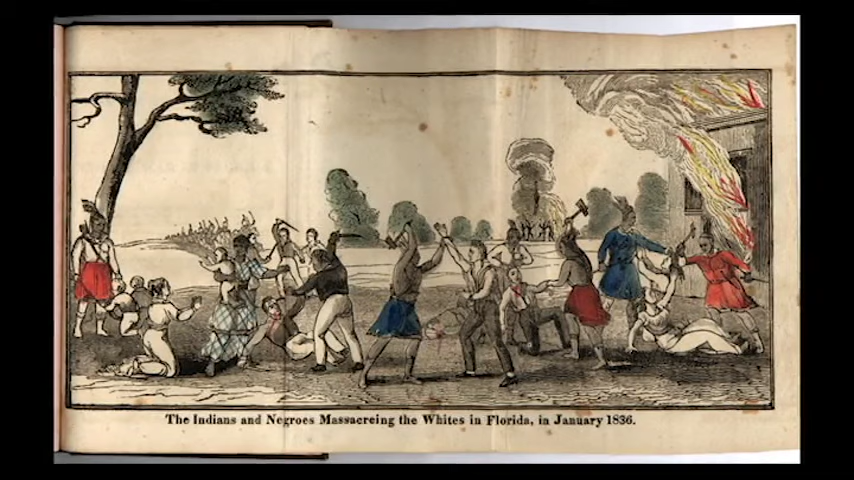 The Indians and Negroes Massacreing the Whites in Florida, in January 1836.